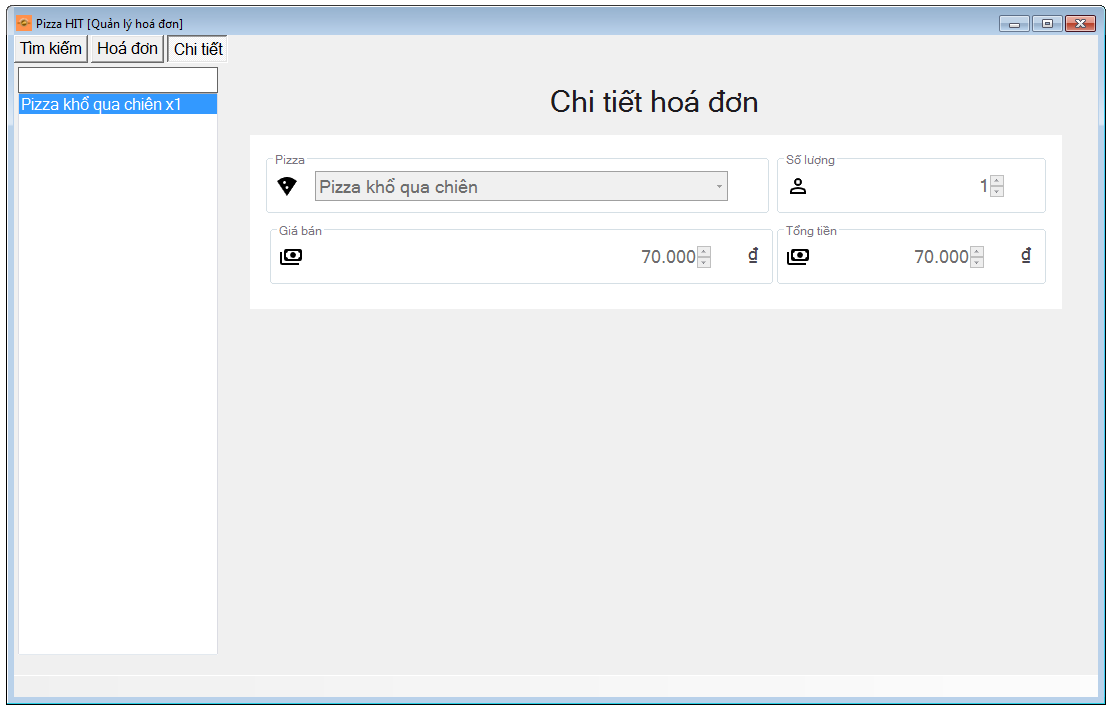 Pizza HIT [Quản lý hoá đơn]
Tìm kiếm Hoá đơn Chi tiết
Pizza khổ qua chiên x1
Chi tiết hoá đơn
Pizza
Pizza khổ qua chiên
Số lượng
1
Giá bán
70.000 ₫
Tổng tiền
70.000 ₫